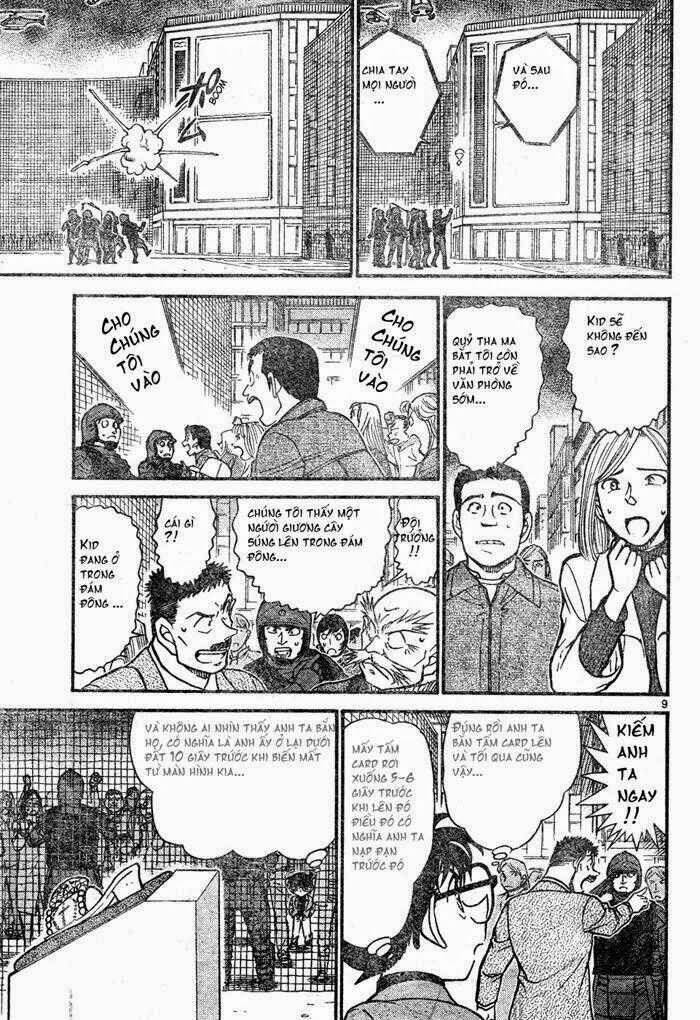 VÀ SAU
ĐÓ...
CHIA TAY
MỌI NGƯỜI
...
BOOM
KID SẼ
KHÔNG ĐẾN
SAO ?
QUỶ THA MA
BẮT TÔI CÒN
PHẢI TRỞ VỀ
VĂN PHÒNG
SỚM...
CHO
CHÚNG
TÔI
VÀO
CHO
CHÚNG
TÔI
VÀO
ĐỘI
TRƯỞNG
!!
CHÚNG TÔI THẤY MỘT
NGƯỜI GIƯƠNG CÂY
SÚNG LÊN TRONG ĐÁM
ĐÔNG...
CÁI GÌ
?!
KID
ĐANG Ở
TRONG
ĐÁM
ĐÔNG...
9
KIẾM
ANH
TA
NGAY
!!
ĐÚNG RỒI ANH TA
BẮN TẤM CARD LÊN
VÀ TỐI QUA CŨNG
VẬY...
MẤY TẤM
CARD RƠI
XUỐNG 5-6
GIÂY TRƯỚC
KHI LÊN ĐÓ
ĐIỀU ĐÓ CÓ
NGHĨA ANH TA
NẠP ĐẠN
TRƯỚC ĐÓ
VÀ KHÔNG AI NHÌN THẤY ANH TA BẮN
HỌ, CÓ NGHĨA LÀ ANH ẤY Ở LẠI DƯỚI
ĐẤT 10 GIÂY TRƯỚC KHI BIẾN MẤT
TỪ MÀN HÌNH KIA...